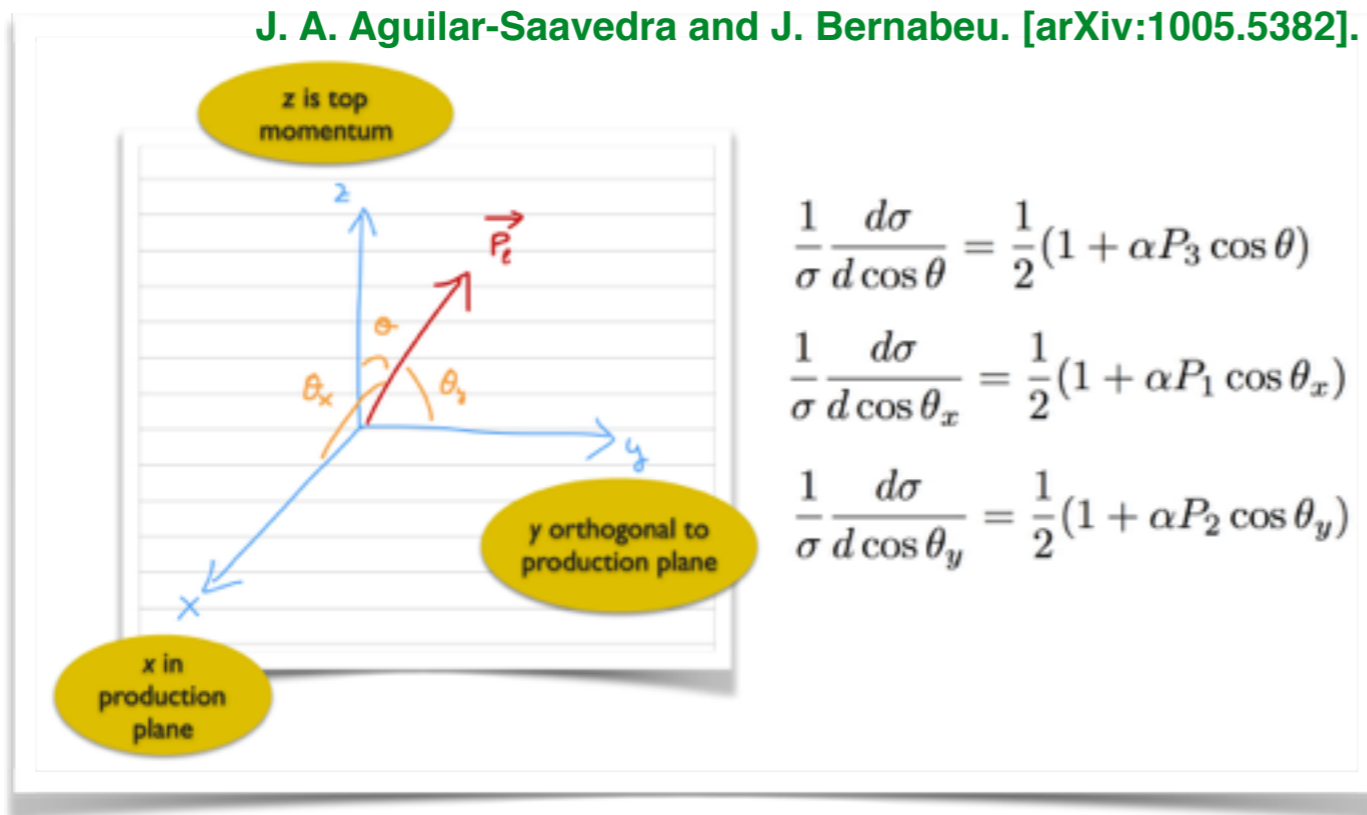 J. A. Aguilar-Saavedra and J. Bernabeu. [arXiv:1005.5382].
z is top
momentum
z
P⃗ℓ
θ
θx
θy
y
x
y orthogonal to
production plane
x in
production
plane
1/σ dσ/d cos θ = 1/2 (1 + αP₃ cos θ)
1/σ dσ/d cos θₓ = 1/2 (1 + αP₁ cos θₓ)
1/σ dσ/d cos θy = 1/2 (1 + αP₂ cos θy)